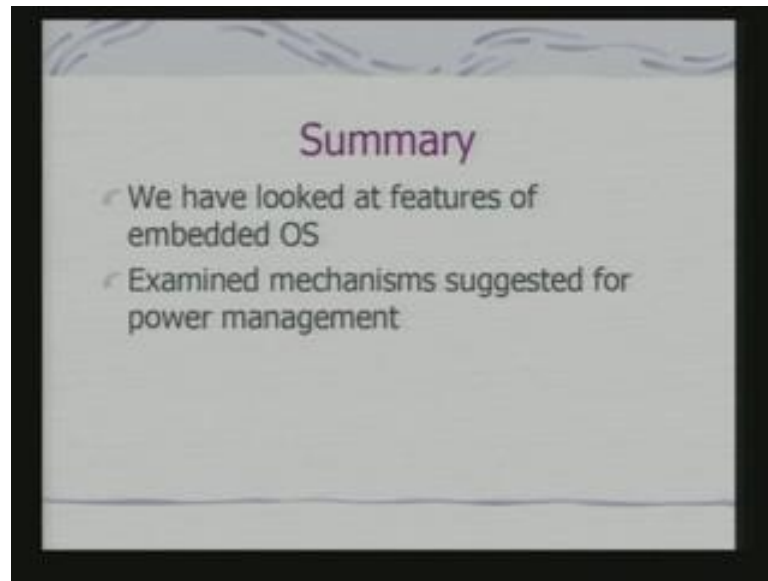 Summary
We have looked at features of
embedded OS
Examined mechanisms suggested for
power management